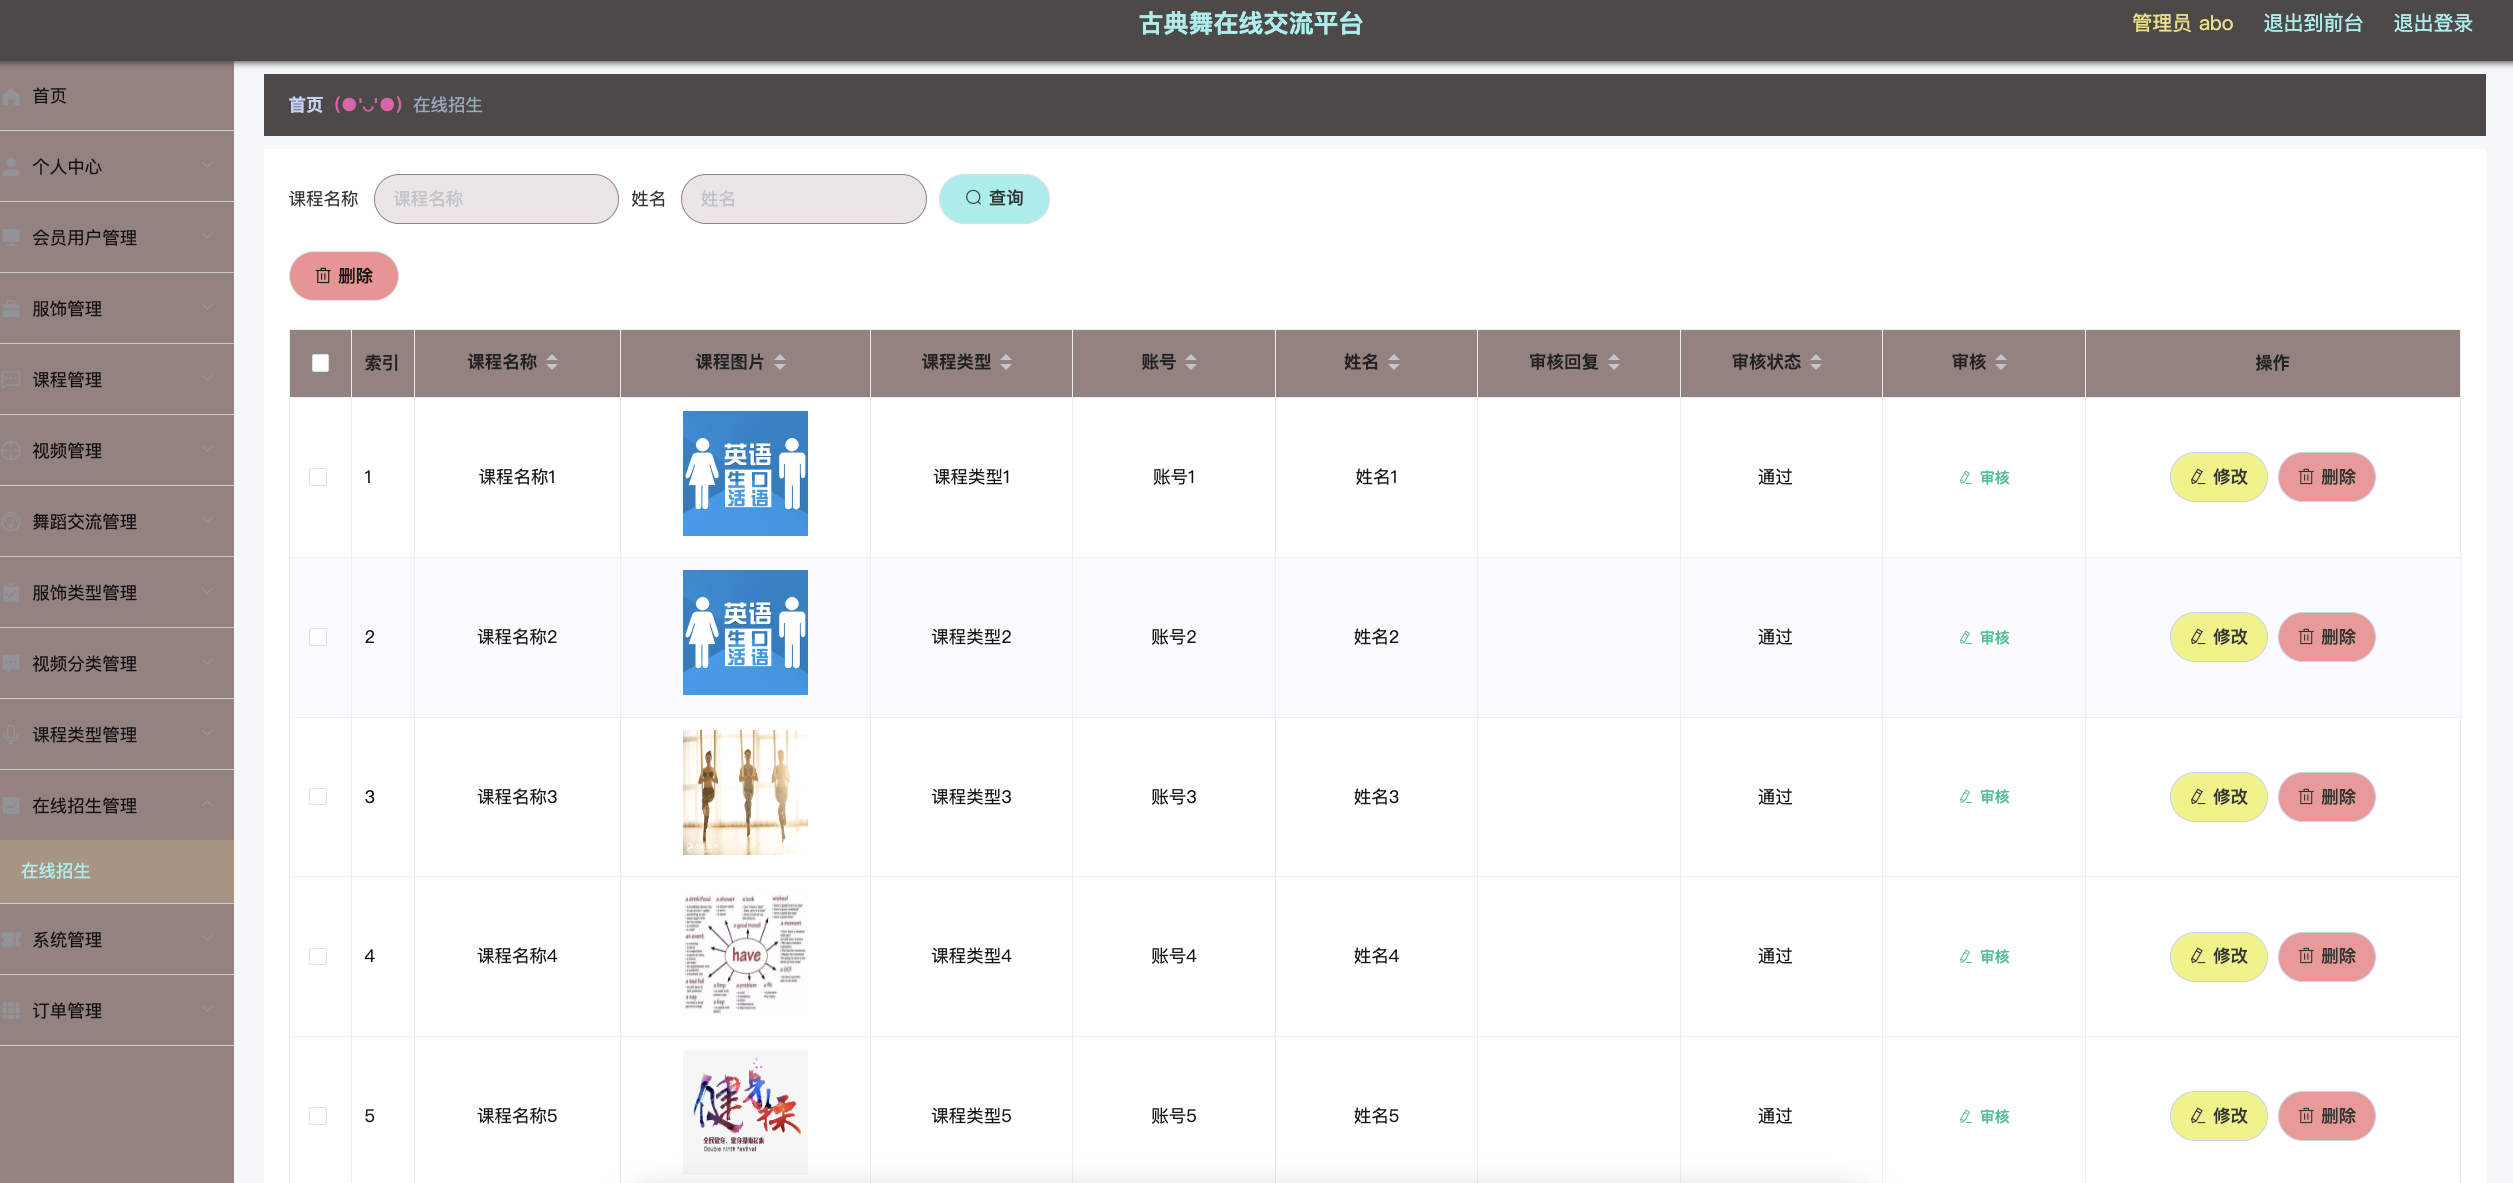 古典舞在线交流平台
管理员 abo 退出到前台 退出登录
首页
个人中心
会员用户管理
服饰管理
课程管理
视频管理
舞蹈交流管理
服饰类型管理
视频分类管理
课程类型管理
在线招生管理
在线招生
系统管理
订单管理
首页 (●'◡'●) 在线招生
课程名称 课程名称 姓名 姓名 查询
删除
索引 课程名称 课程图片 课程类型 账号 姓名 审核回复 审核状态 审核 操作
1 课程名称1 课程类型1 账号1 姓名1 通过 审核 修改 删除
英语
生口
活语
2 课程名称2 课程类型2 账号2 姓名2 通过 审核 修改 删除
英语
生口
活语
3 课程名称3 课程类型3 账号3 姓名3 通过 审核 修改 删除
4 课程名称4 课程类型4 账号4 姓名4 通过 审核 修改 删除
a drink/food a shower a look
a good mood
an event
have
a problem
5 课程名称5 课程类型5 账号5 姓名5 通过 审核 修改 删除
健身操
Double ninth Festival